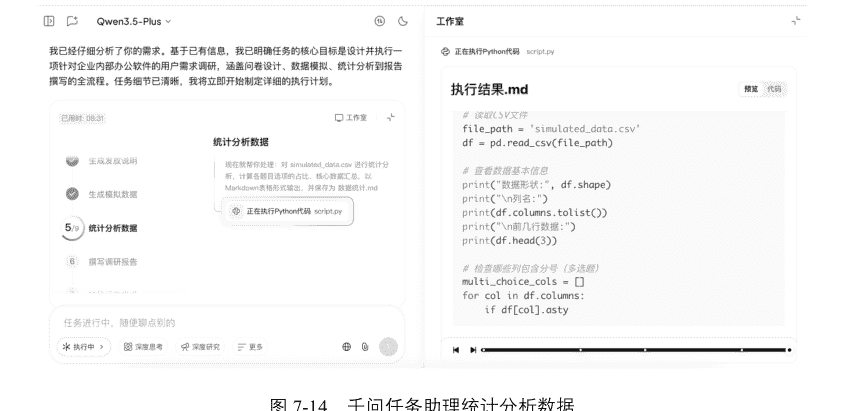 Qwen3.5-Plus
我已经仔细分析了你的需求。基于已有信息，我已明确任务的核心目标是设计并执行一
项针对企业内部办公软件的用户需求调研，涵盖问卷设计、数据模拟、统计分析到报告
撰写的全流程。任务细节已清晰，我将立即开始制定详细的执行计划。
已用时: 08:31
工作室
统计分析数据
现在就帮你处理：对 simulated_data.csv 进行统计分
析，计算各题目选项的占比、核心数据汇总，以
Markdown表格形式输出，并保存为 数据统计.md
正在执行Python代码 script.py
生成发放说明
生成模拟数据
5/9 统计分析数据
6 撰写调研报告
任务进行中，随便聊点别的
执行中 >
深度思考
深度研究
更多
工作室
正在执行Python代码 script.py
执行结果.md
预览 代码
# 读取CSV文件
file_path = 'simulated_data.csv'
df = pd.read_csv(file_path)
# 查看数据基本信息
print("数据形状:", df.shape)
print("\n列名:")
print(df.columns.tolist())
print("\n前几行数据:")
print(df.head(3))
# 检查哪些列包含分号（多选题）
multi_choice_cols = []
for col in df.columns:
if df[col].asty
图 7-14 千问任务助理统计分析数据